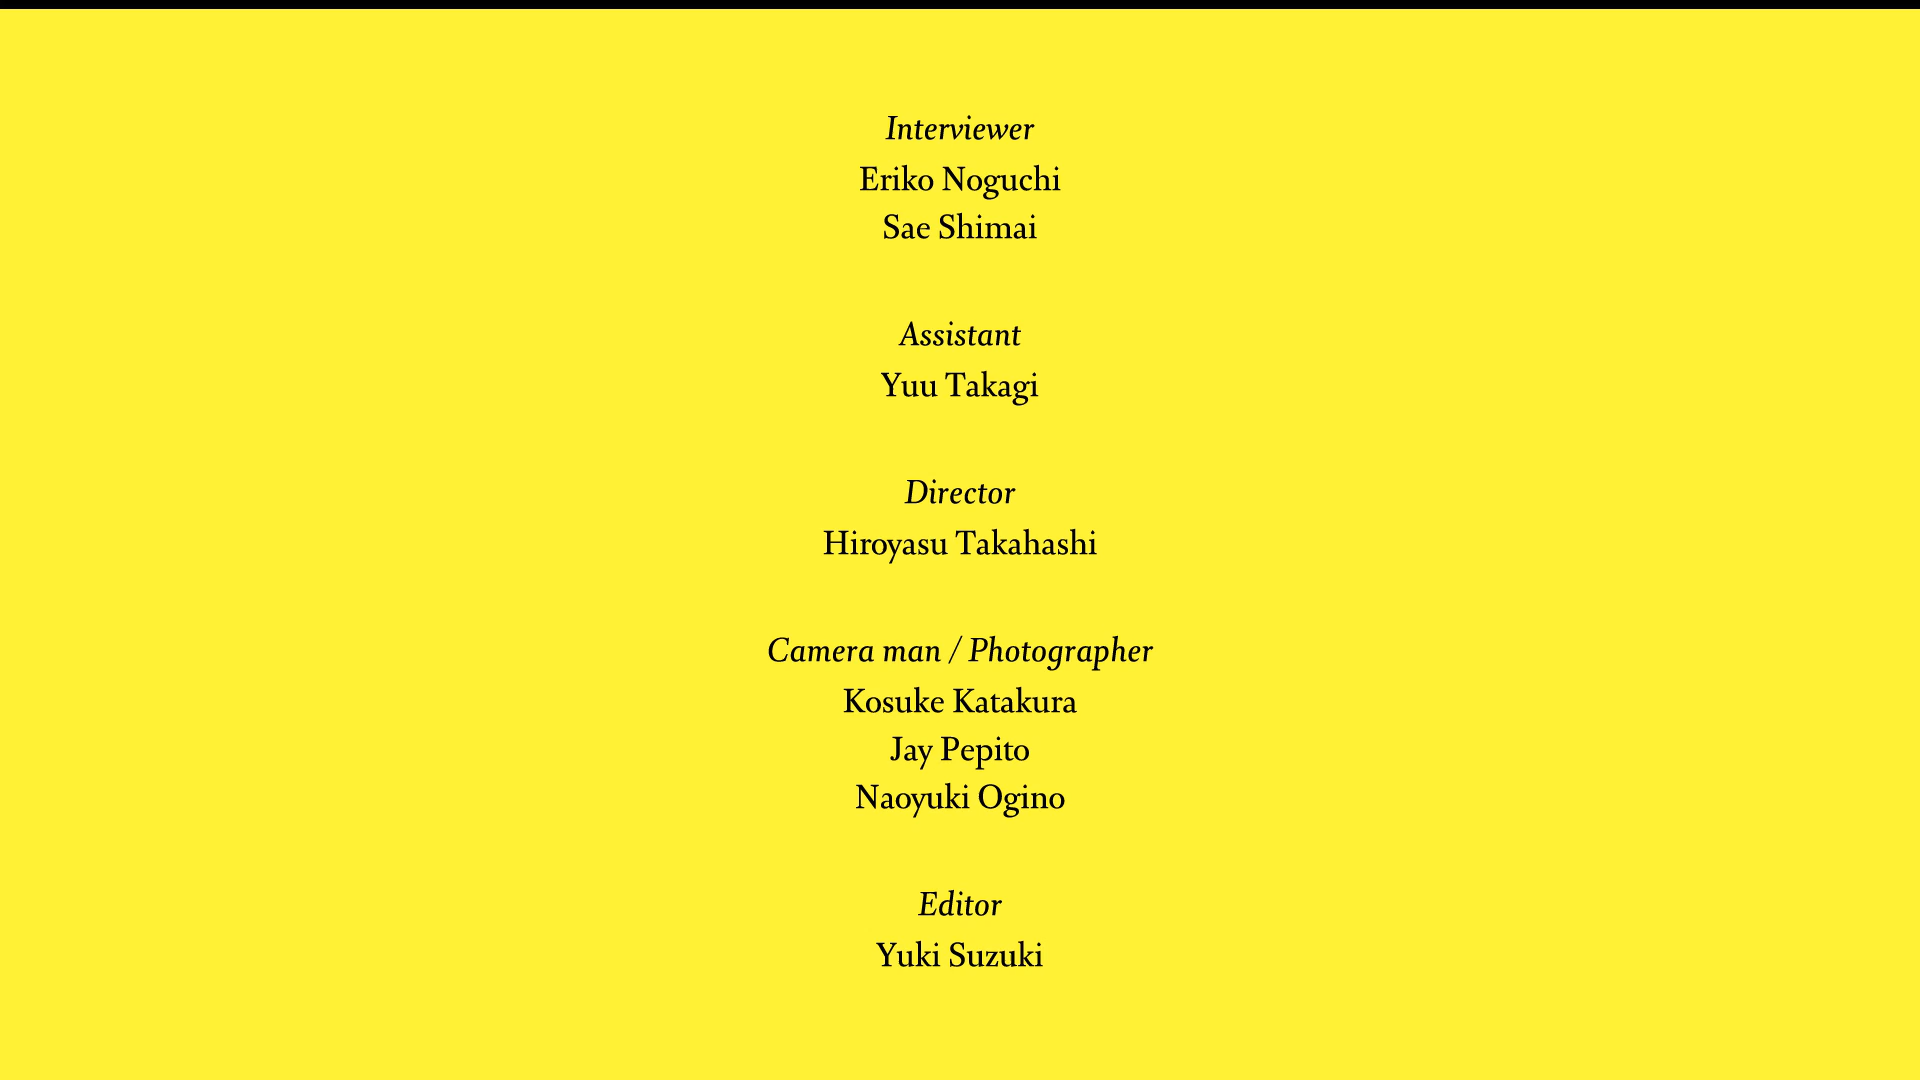 Interviewer
Eriko Noguchi
Sae Shimai
Assistant
Yuu Takagi
Director
Hiroyasu Takahashi
Camera man / Photographer
Kosuke Katakura
Jay Pepito
Naoyuki Ogino
Editor
Yuki Suzuki